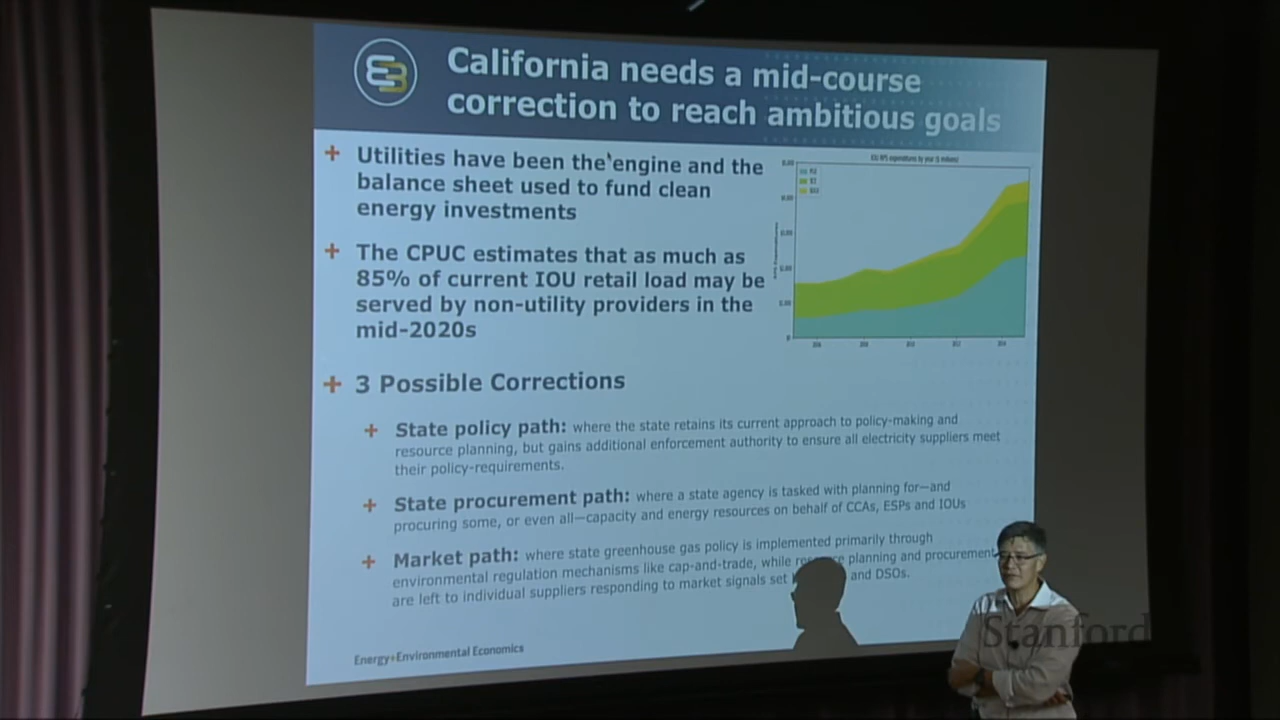 California needs a mid-course
correction to reach ambitious goals
Utilities have been the engine and the
balance sheet used to fund clean
energy investments
The CPUC estimates that as much as
85% of current IOU retail load may be
served by non-utility providers in the
mid-2020s
IOU RPS expenditures by year ($ millions)
3 Possible Corrections
State policy path: where the state retains its current approach to policy-making and
resource planning, but gains additional enforcement authority to ensure all electricity suppliers meet
their policy-requirements.
State procurement path: where a state agency is tasked with planning for—and
procuring some, or even all—capacity and energy resources on behalf of CCAs, ESPs and IOUs
Market path: where state greenhouse gas policy is implemented primarily through
environmental regulation mechanisms like cap-and-trade, while planning and procurement
are left to individual suppliers responding to market signals set and DSOs.
Energy+Environmental Economics
Stanford